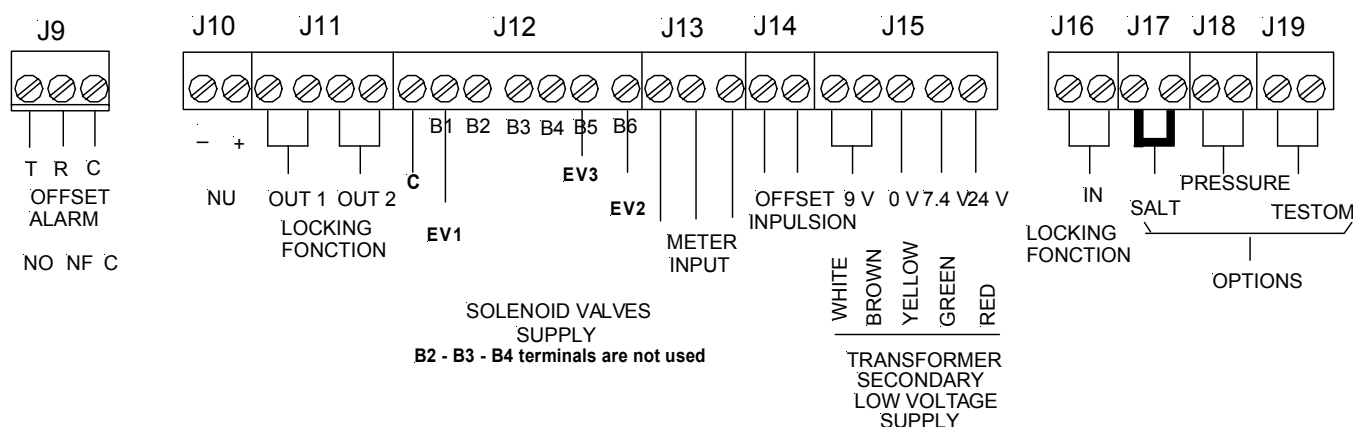 J9 J10 J11 J12 J13 J14 J15 J16 J17 J18 J19
B1 B2 B3 B4 B5 B6
– +
T R C
OFFSET
ALARM
NO NF C
NU
OUT 1 OUT 2
LOCKING
FONCTION
C
EV1
EV3
EV2
METER
INPUT
OFFSET
INPULSION
9 V 0 V 7.4 V 24 V
WHITE
BROWN
YELLOW
GREEN
RED
TRANSFORMER
SECONDARY
LOW VOLTAGE
SUPPLY
SOLENOID VALVES
SUPPLY
B2 - B3 - B4 terminals are not used
IN
LOCKING
FONCTION
SALT
PRESSURE
TESTOM
OPTIONS